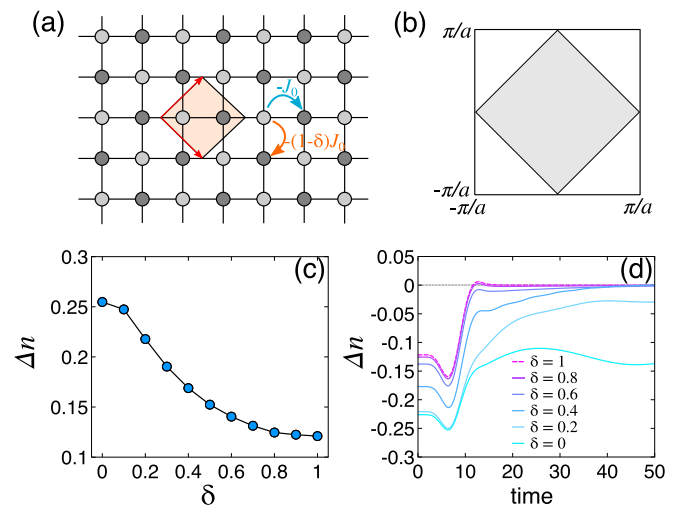 (a)
-J₀
-(1-δ)J₀
(b)
π/a
-π/a
-π/a
π/a
(c)
0.3
0.25
0.2
0.15
0.1
Δn
0 0.2 0.4 0.6 0.8 1
δ
(d)
0.05
0
-0.05
-0.1
-0.15
-0.2
-0.25
-0.3
Δn
δ = 1
δ = 0.8
δ = 0.6
δ = 0.4
δ = 0.2
δ = 0
0 10 20 30 40 50
time